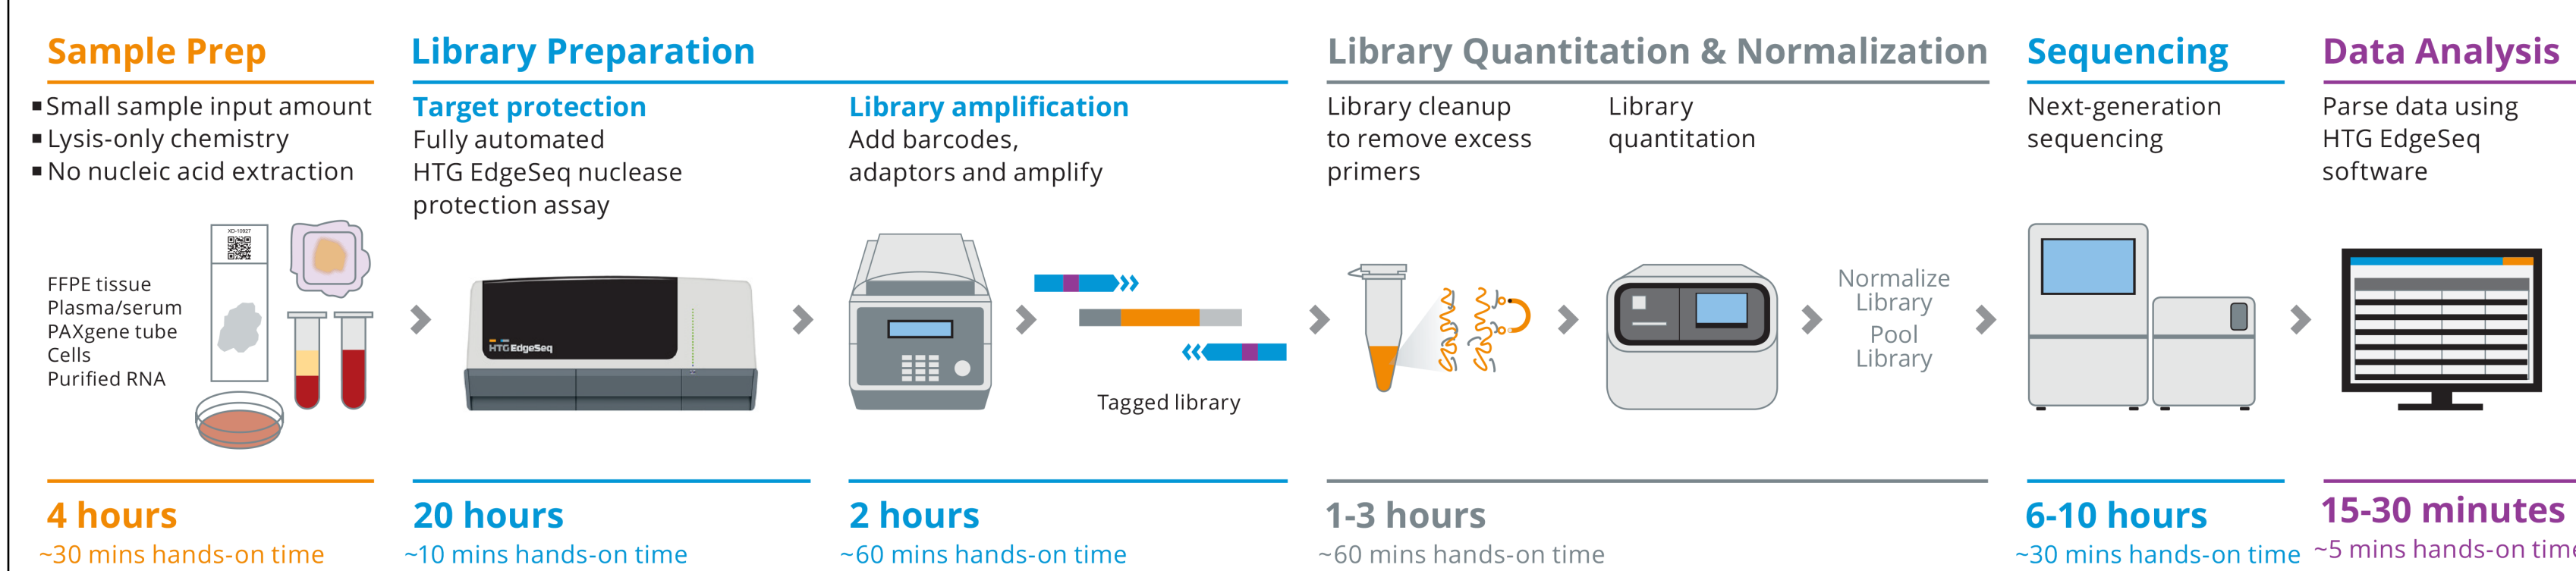 Sample Prep
▪Small sample input amount
▪Lysis-only chemistry
▪No nucleic acid extraction
FFPE tissue
Plasma/serum
PAXgene tube
Cells
Purified RNA
XD-10927
4 hours
~30 mins hands-on time
Library Preparation
Target protection
Fully automated
HTG EdgeSeq nuclease
protection assay
HTG EdgeSeq
20 hours
~10 mins hands-on time
Library amplification
Add barcodes,
adaptors and amplify
Tagged library
2 hours
~60 mins hands-on time
Library Quantitation & Normalization
Library cleanup
to remove excess
primers
Library
quantitation
Normalize
Library
Pool
Library
1-3 hours
~60 mins hands-on time
Sequencing
Next-generation
sequencing
6-10 hours
~30 mins hands-on time
Data Analysis
Parse data using
HTG EdgeSeq
software
15-30 minutes
~5 mins hands-on time